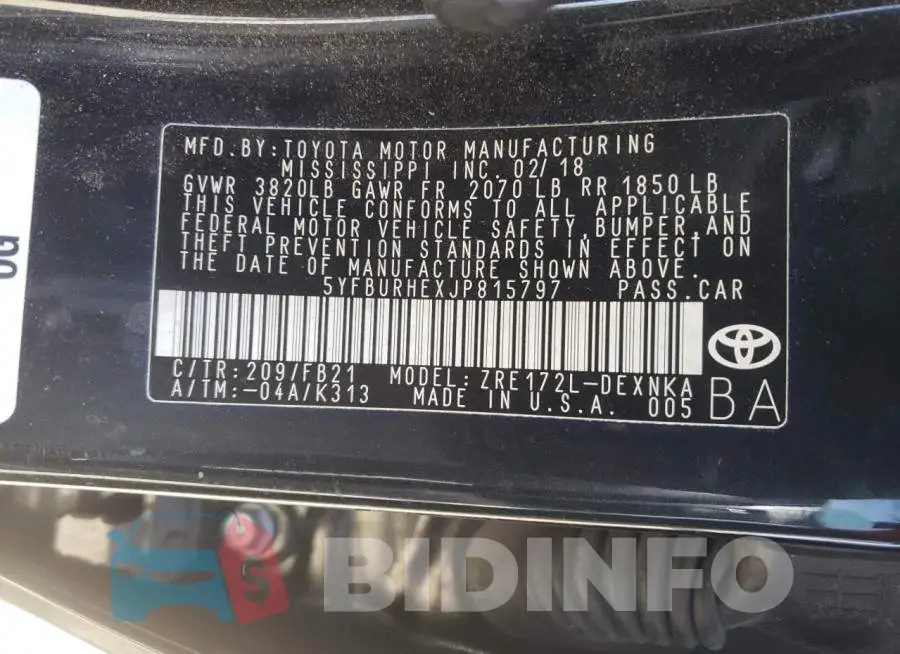 MFD.BY:TOYOTA MOTOR MANUFACTURING
MISSISSIPPI INC. 02/18
GVWR 3820LB GAWR FR 2070 LB RR 1850LB
THIS VEHICLE CONFORMS TO ALL APPLICABLE
FEDERAL MOTOR VEHICLE SAFETY,BUMPER,AND
THEFT PREVENTION STANDARDS IN EFFECT ON
THE DATE OF MANUFACTURE SHOWN ABOVE.
5YFBURHEXJP815797 PASS.CAR
C/TR:209/FB21 MODEL:ZRE172L-DEXNKA
A/TM:-04A/K313 MADE IN U.S.A. 005 BA
$ BIDINFO